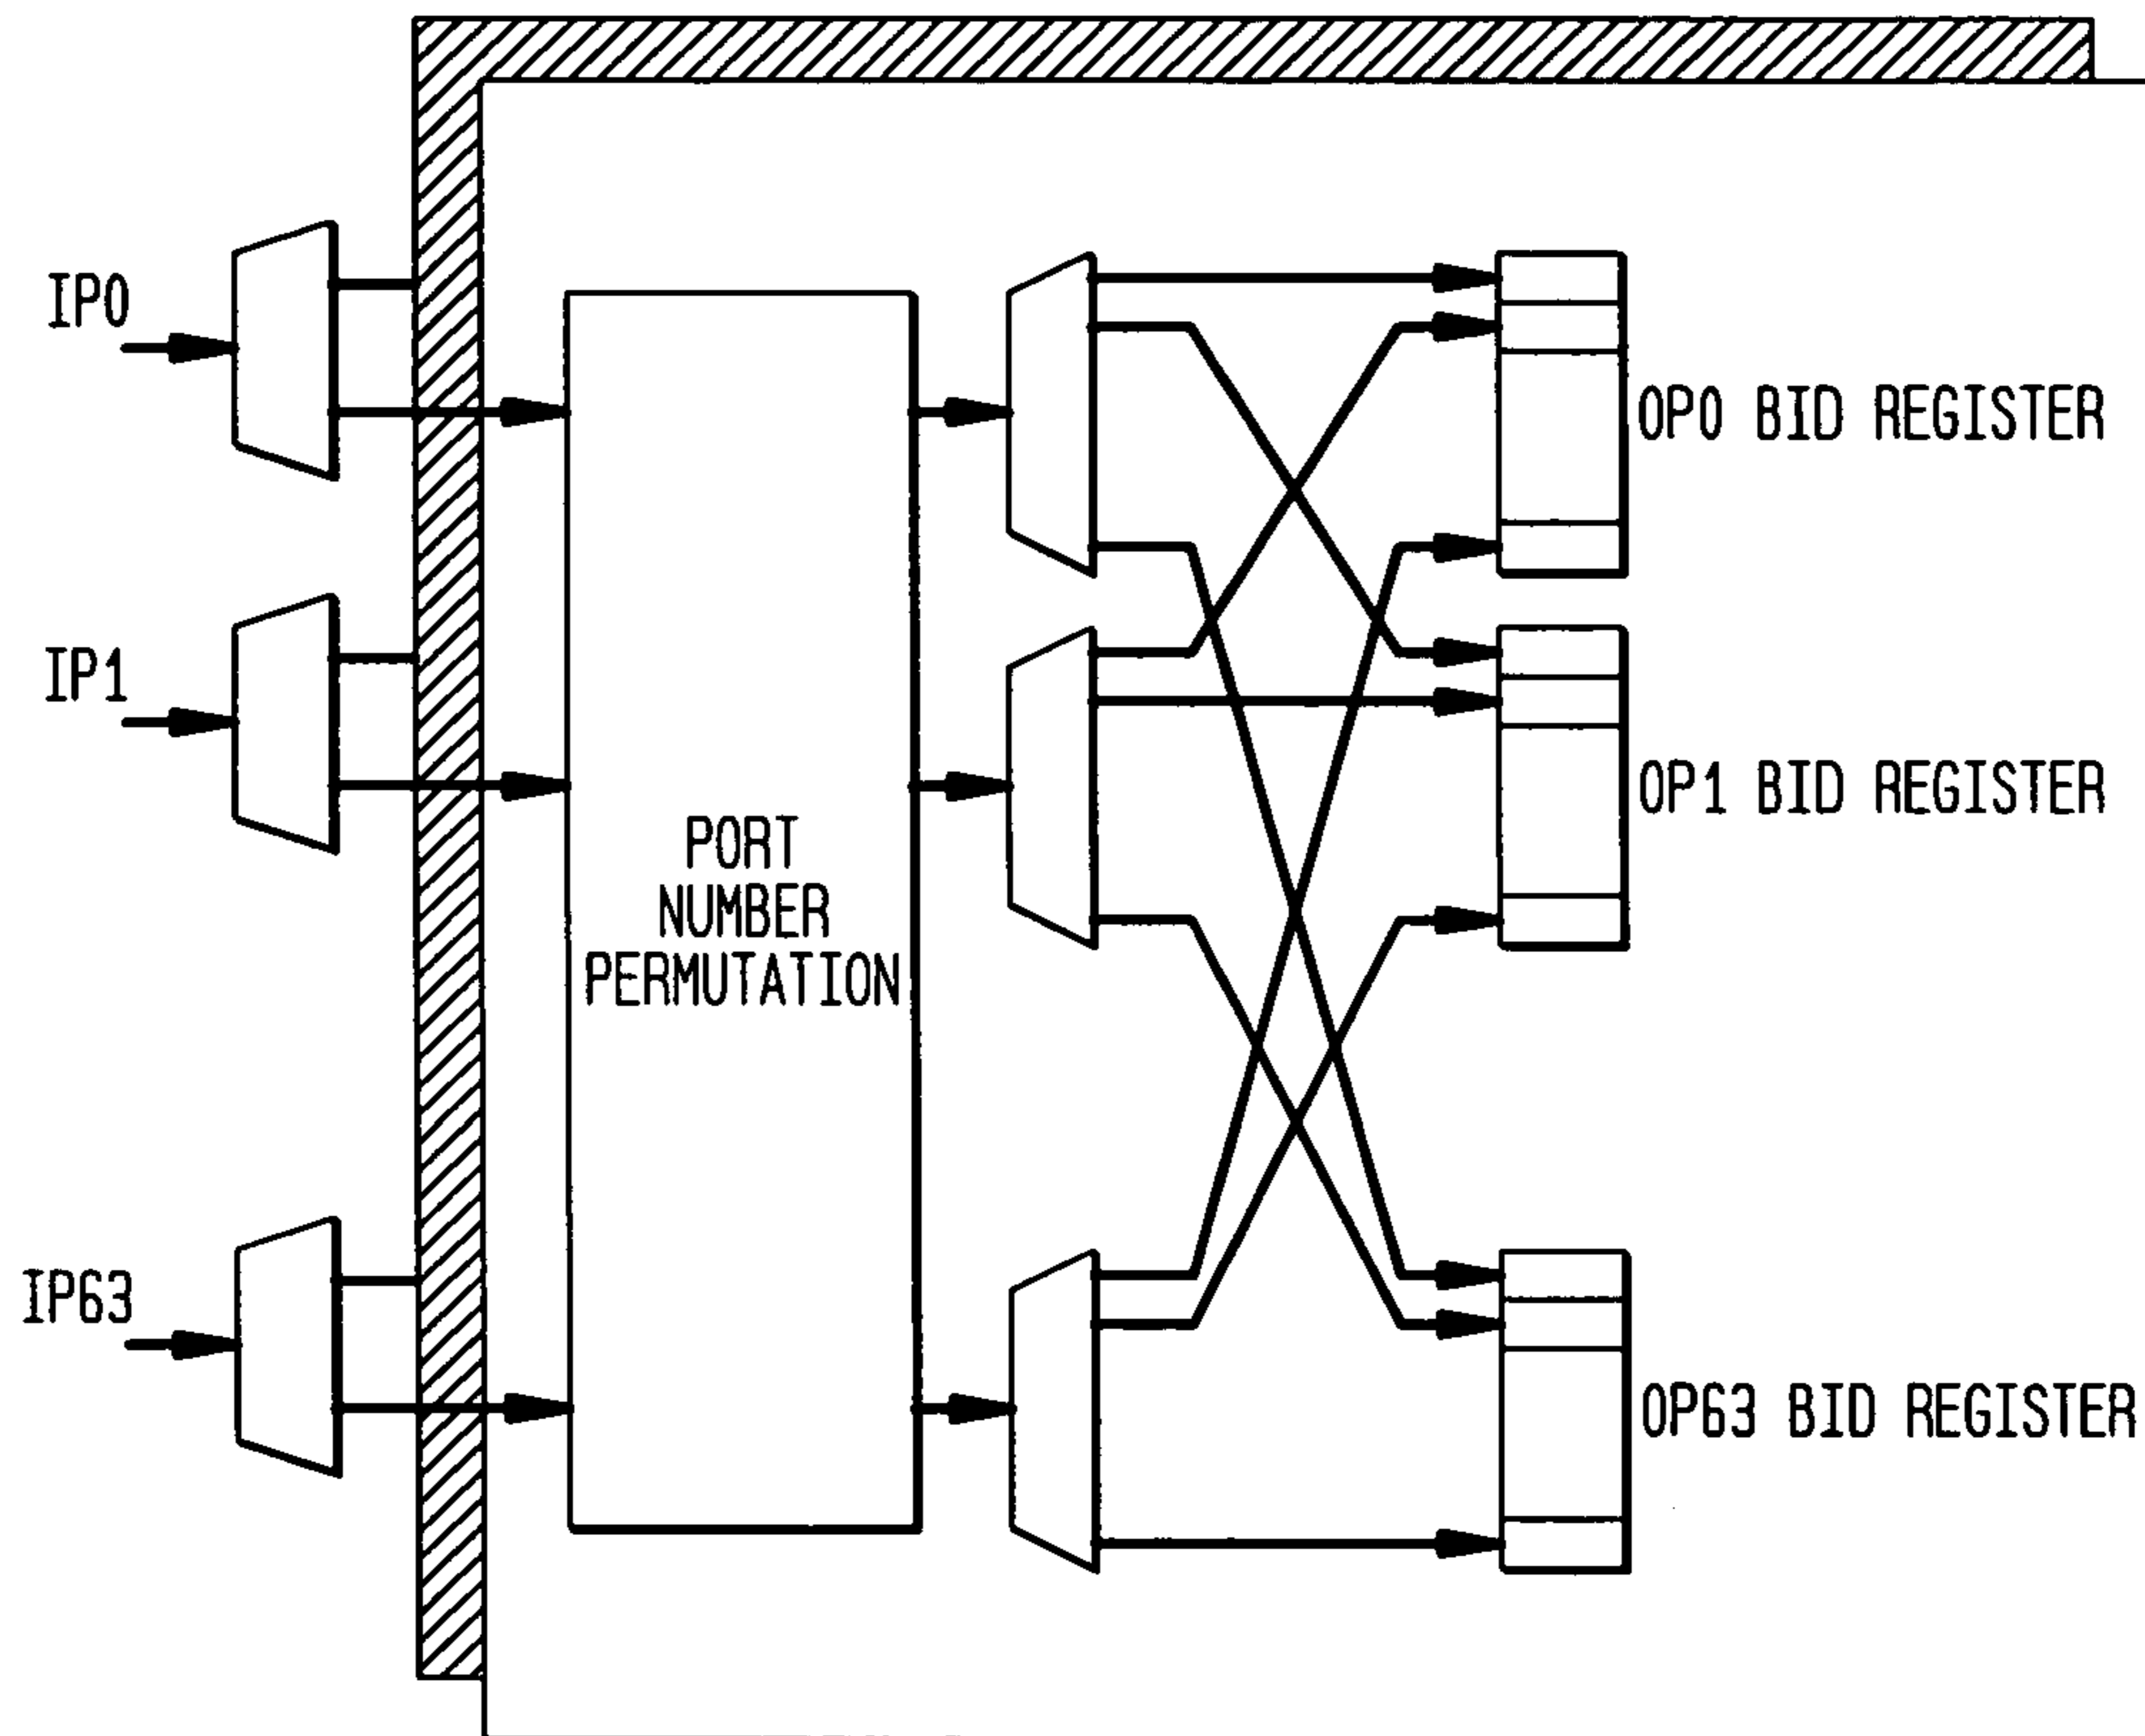 IP0
OP0 BID REGISTER
IP1
OP1 BID REGISTER
PORT
NUMBER
PERMUTATION
IP63
OP63 BID REGISTER